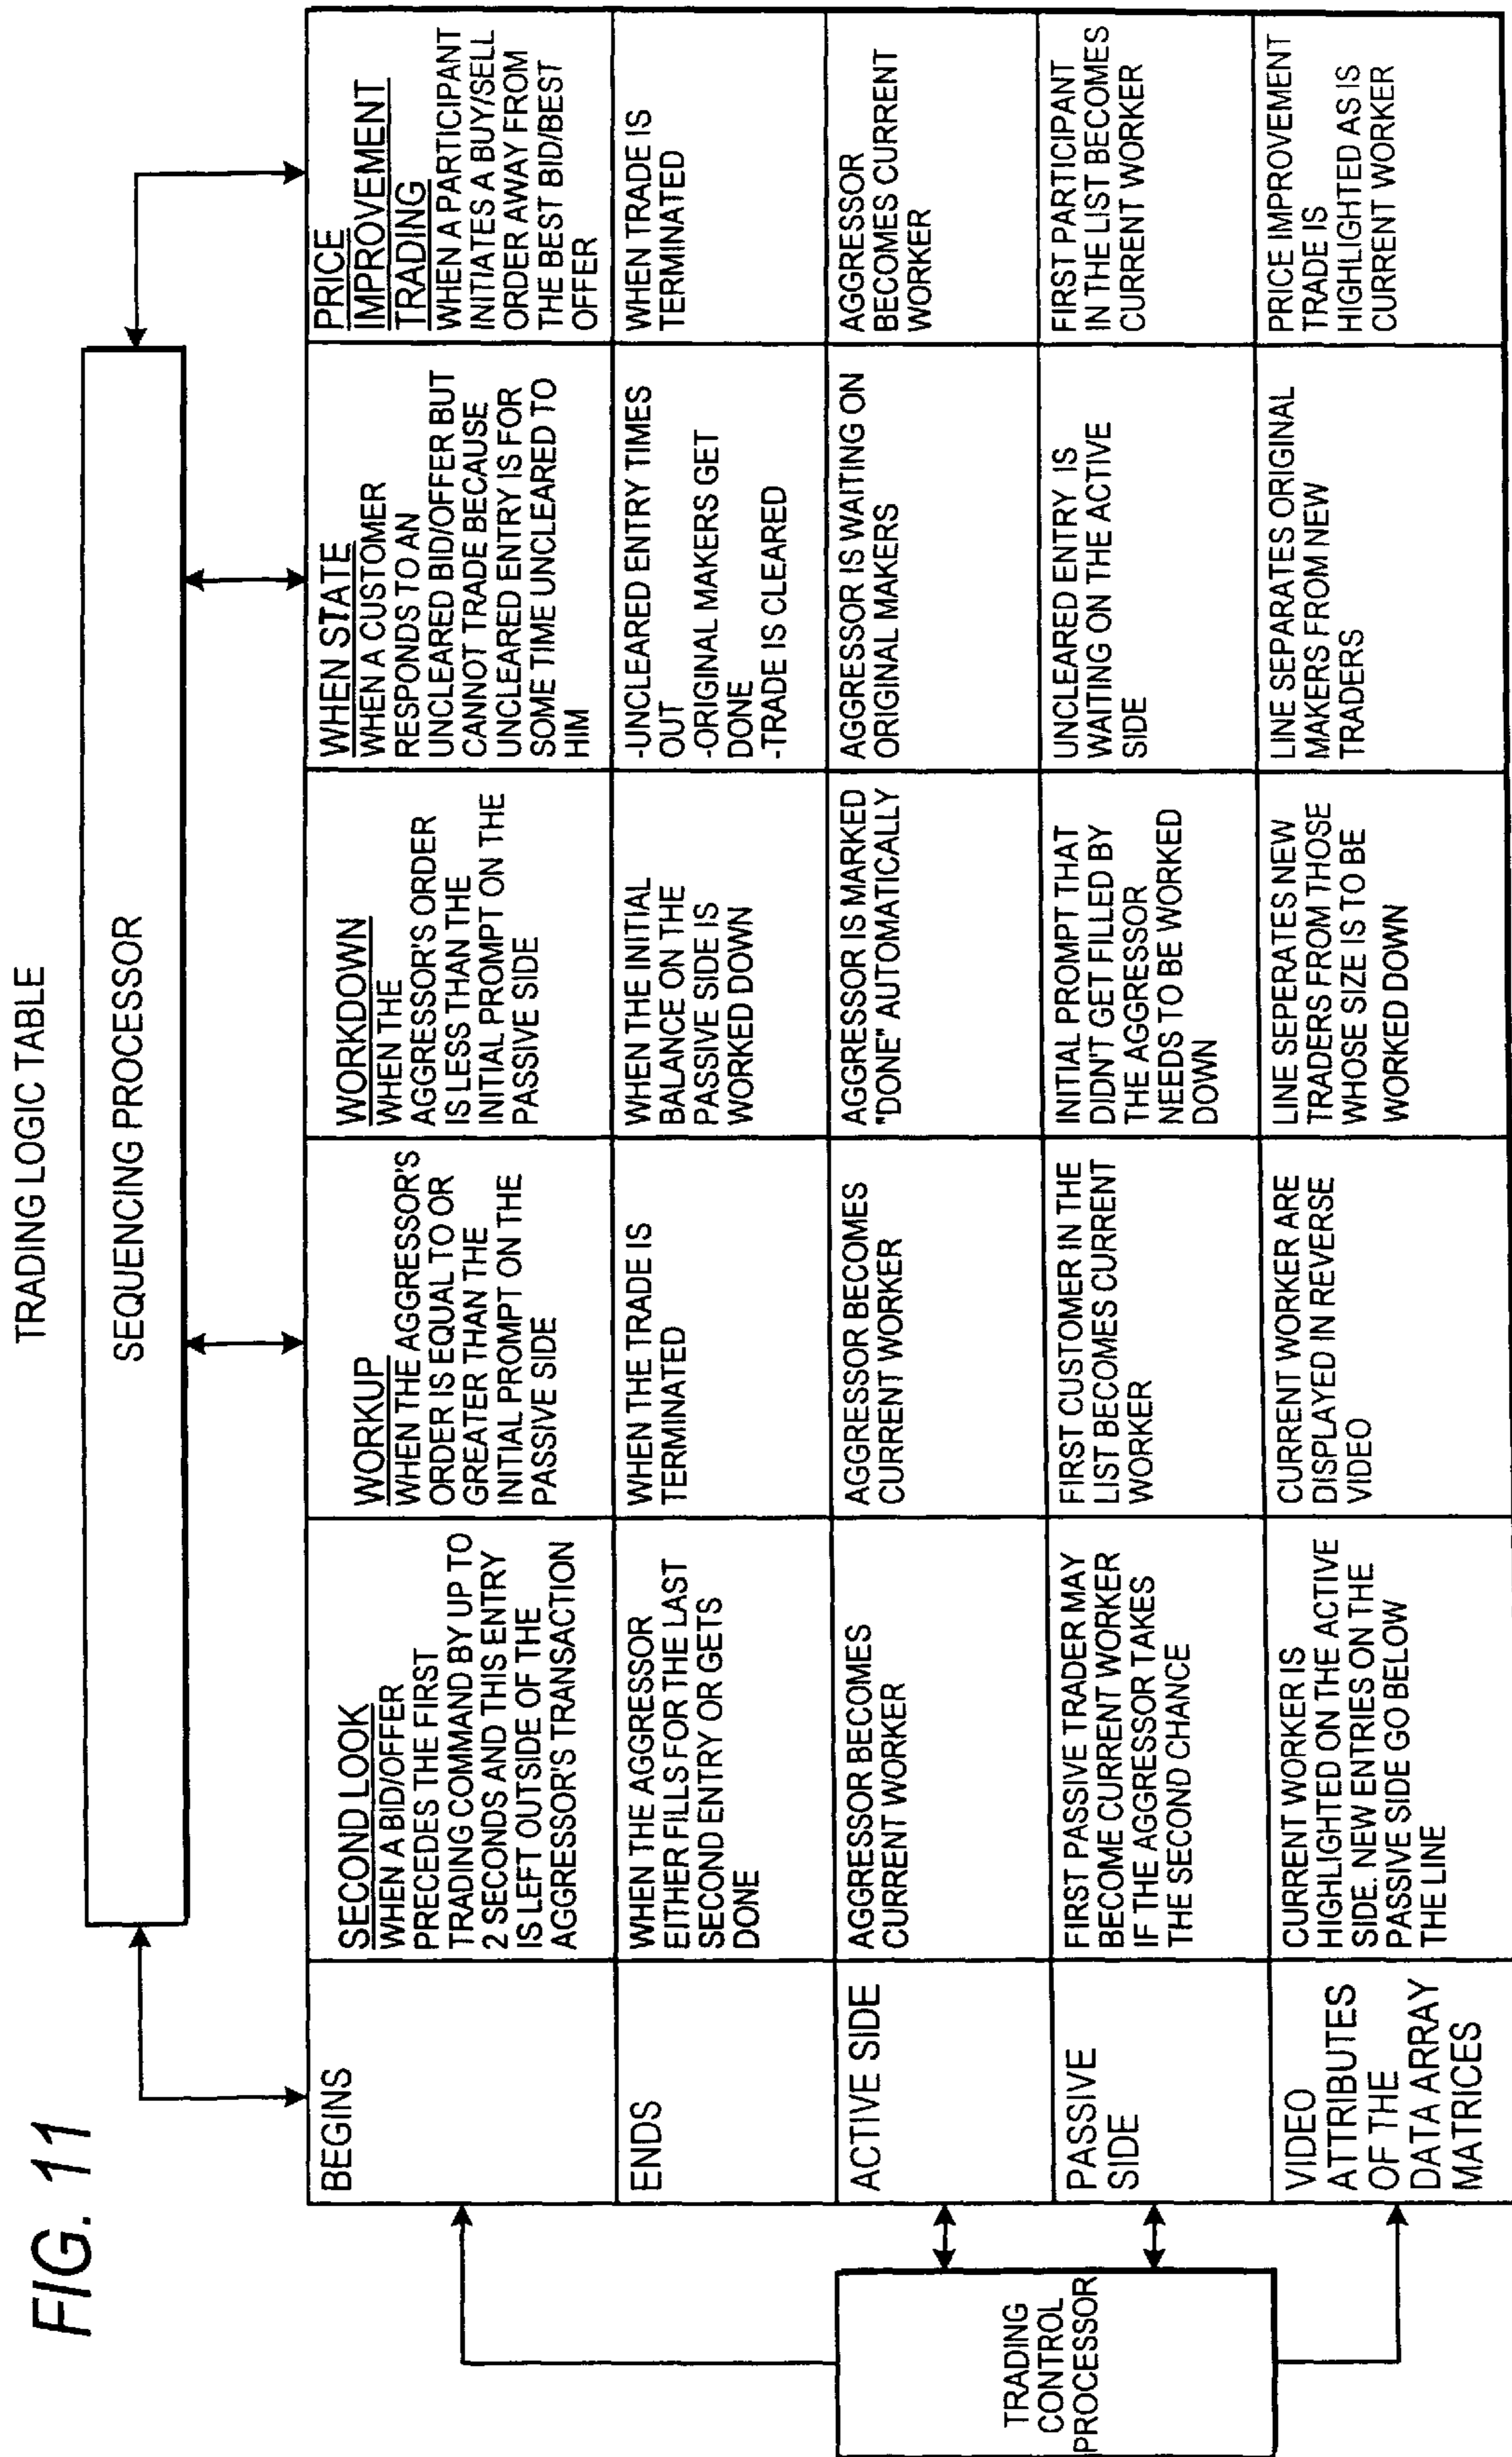 FIG. 11
TRADING LOGIC TABLE
SEQUENCING PROCESSOR
TRADING
CONTROL
PROCESSOR
BEGINS
SECOND LOOK
WHEN A BID/OFFER
PRECEDES THE FIRST
TRADING COMMAND BY UP TO
2 SECONDS AND THIS ENTRY
IS LEFT OUTSIDE OF THE
AGGRESSOR'S TRANSACTION
WORKUP
WHEN THE AGGRESSOR'S
ORDER IS EQUAL TO OR
GREATER THAN THE
INITIAL PROMPT ON THE
PASSIVE SIDE
WORKDOWN
WHEN THE
AGGRESSOR'S ORDER
IS LESS THAN THE
INITIAL PROMPT ON THE
PASSIVE SIDE
WHEN STATE
WHEN A CUSTOMER
RESPONDS TO AN
UNCLEARED BID/OFFER BUT
CANNOT TRADE BECAUSE
UNCLEARED ENTRY IS FOR
SOME TIME UNCLEARED TO
HIM
PRICE
IMPROVEMENT
TRADING
WHEN A PARTICIPANT
INITIATES A BUY/SELL
ORDER AWAY FROM
THE BEST BID/BEST
OFFER
ENDS
WHEN THE AGGRESSOR
EITHER FILLS FOR THE LAST
SECOND ENTRY OR GETS
DONE
WHEN THE TRADE IS
TERMINATED
WHEN THE INITIAL
BALANCE ON THE
PASSIVE SIDE IS
WORKED DOWN
-UNCLEARED ENTRY TIMES
OUT
-ORIGINAL MAKERS GET
DONE
-TRADE IS CLEARED
WHEN TRADE IS
TERMINATED
ACTIVE SIDE
AGGRESSOR BECOMES
CURRENT WORKER
AGGRESSOR BECOMES
CURRENT WORKER
AGGRESSOR IS MARKED
"DONE" AUTOMATICALLY
AGGRESSOR IS WAITING ON
ORIGINAL MAKERS
AGGRESSOR
BECOMES CURRENT
WORKER
PASSIVE
SIDE
FIRST PASSIVE TRADER MAY
BECOME CURRENT WORKER
IF THE AGGRESSOR TAKES
THE SECOND CHANCE
FIRST CUSTOMER IN THE
LIST BECOMES CURRENT
WORKER
INITIAL PROMPT THAT
DIDN'T GET FILLED BY
THE AGGRESSOR
NEEDS TO BE WORKED
DOWN
UNCLEARED ENTRY IS
WAITING ON THE ACTIVE
SIDE
FIRST PARTICIPANT
IN THE LIST BECOMES
CURRENT WORKER
VIDEO
ATTRIBUTES
OF THE
DATA ARRAY
MATRICES
CURRENT WORKER IS
HIGHLIGHTED ON THE ACTIVE
SIDE. NEW ENTRIES ON THE
PASSIVE SIDE GO BELOW
THE LINE
CURRENT WORKER ARE
DISPLAYED IN REVERSE
VIDEO
LINE SEPERATES NEW
TRADERS FROM THOSE
WHOSE SIZE IS TO BE
WORKED DOWN
LINE SEPARATES ORIGINAL
MAKERS FROM NEW
TRADERS
PRICE IMPROVEMENT
TRADE IS
HIGHLIGHTED AS IS
CURRENT WORKER